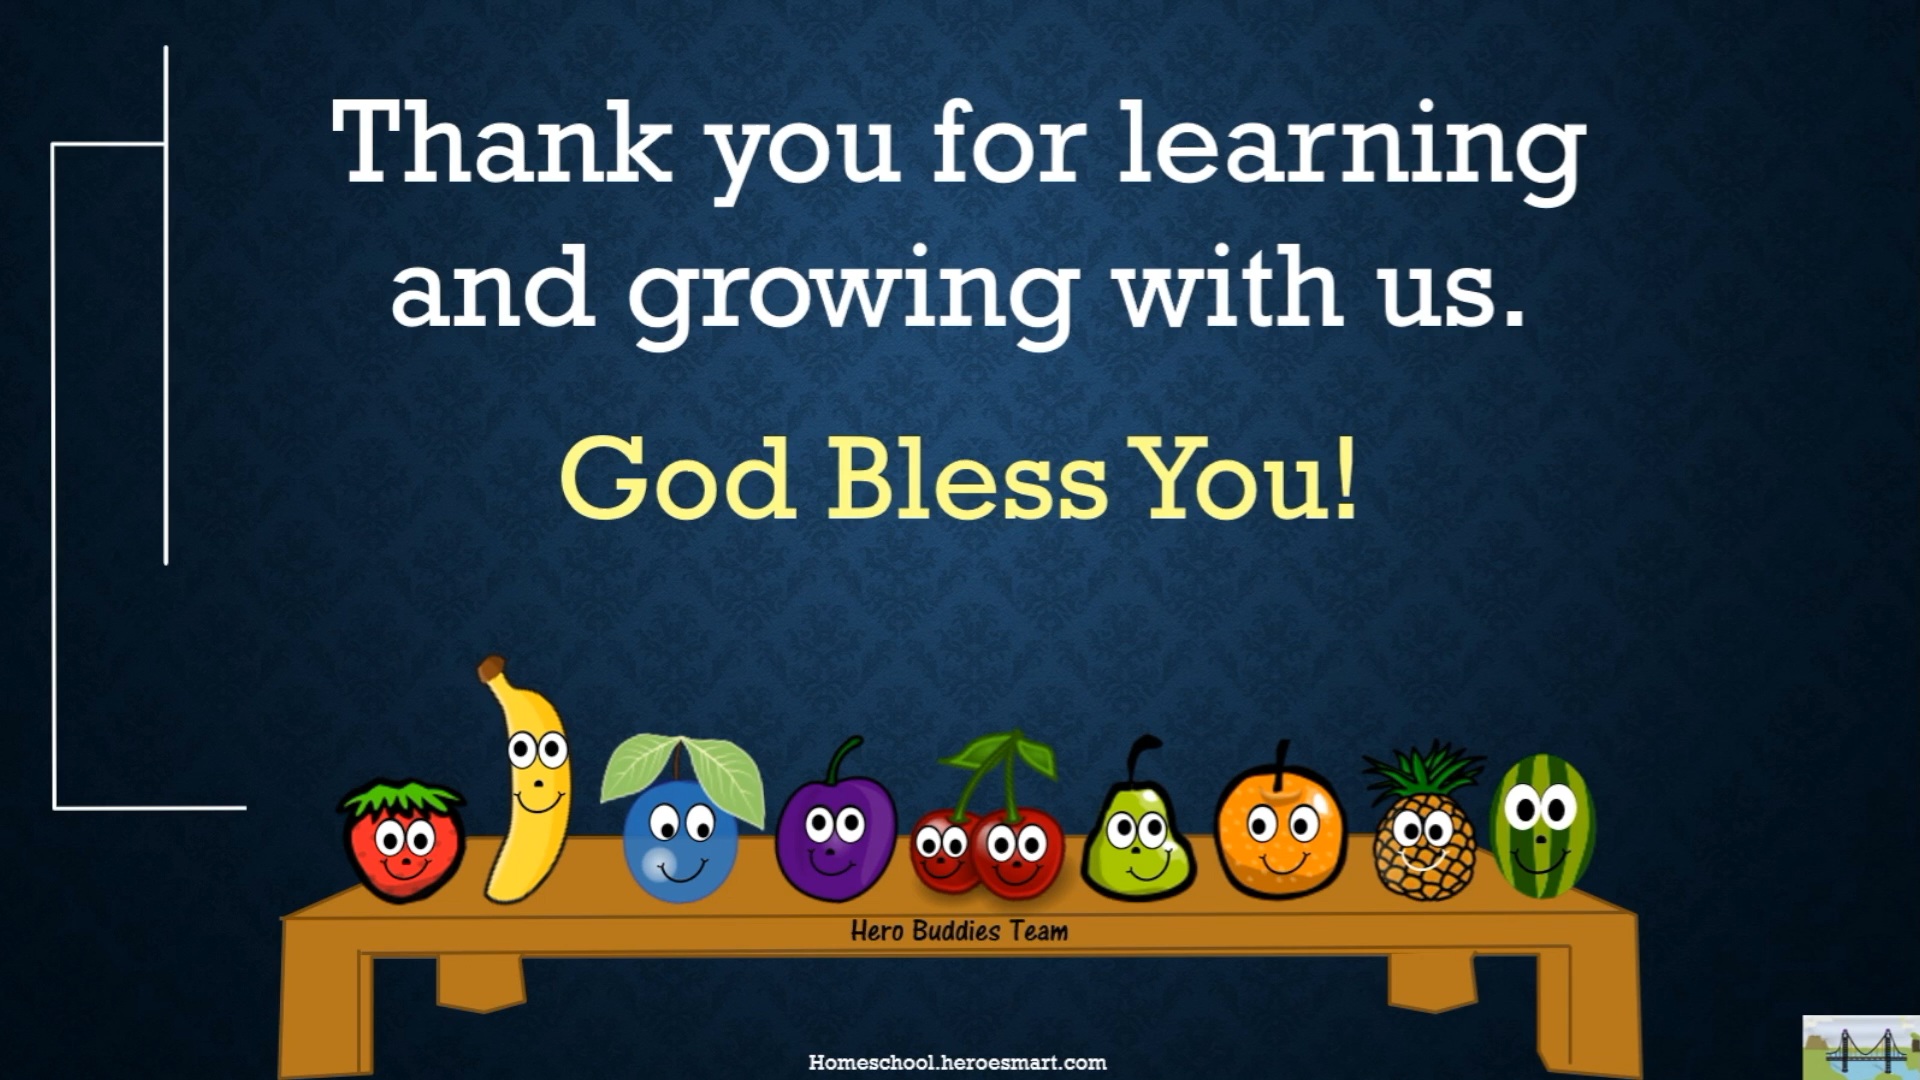 Thank you for learning
and growing with us.
God Bless You!
Hero Buddies Team
Homeschool.heroesmart.com